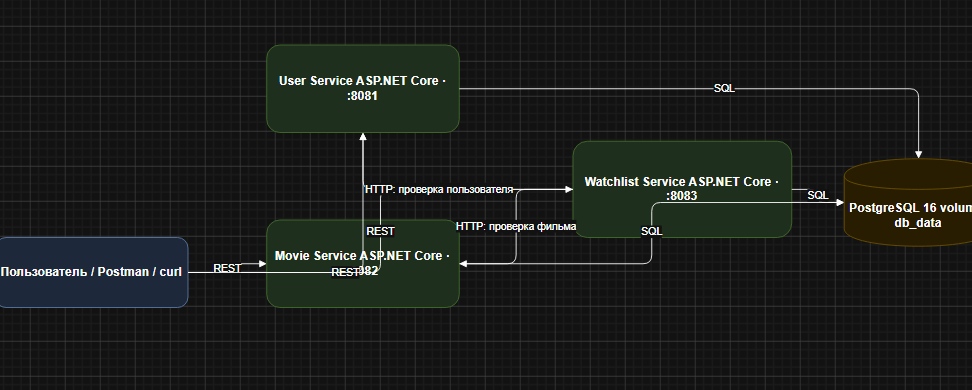 User Service ASP.NET Core ·
:8081
SQL
HTTP: проверка пользователя
Watchlist Service ASP.NET Core ·
:8083
SQL
PostgreSQL 16 volum
db_data
REST
HTTP: проверка фильма
SQL
Movie Service ASP.NET Core ·
082
Пользователь / Postman / curl
REST
REST